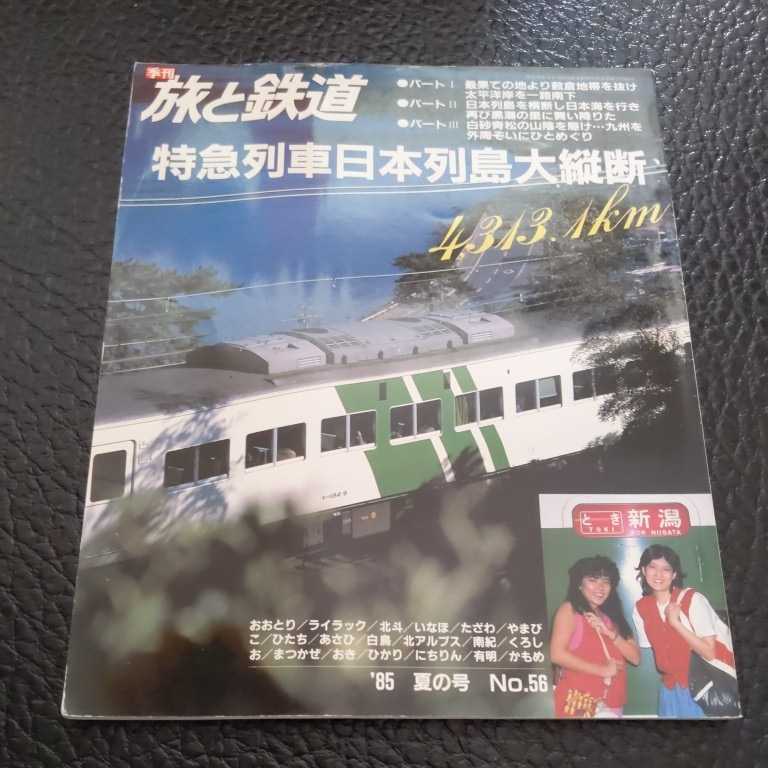 季刊
旅と鉄道
●パートⅠ 最果ての地より穀倉地帯を抜け
太平洋岸を一路南下
●パートⅡ 日本列島を横断し日本海を行き
再び黒潮の里に舞い降りた
●パートⅢ 白砂青松の山陰を駆け…九州を
外周ぞいにひとめぐり
特急列車日本列島大縦断
4313.1km
とき
TOKI
新潟
FOR NIIGATA
おおとり／ライラック／北斗／いなほ／たざわ／やまび
こ／ひたち／あさひ／白鳥／北アルプス／南紀／くろし
お／まつかぜ／おき／ひかり／にちりん／有明／かもめ
'85 夏の号 No.56